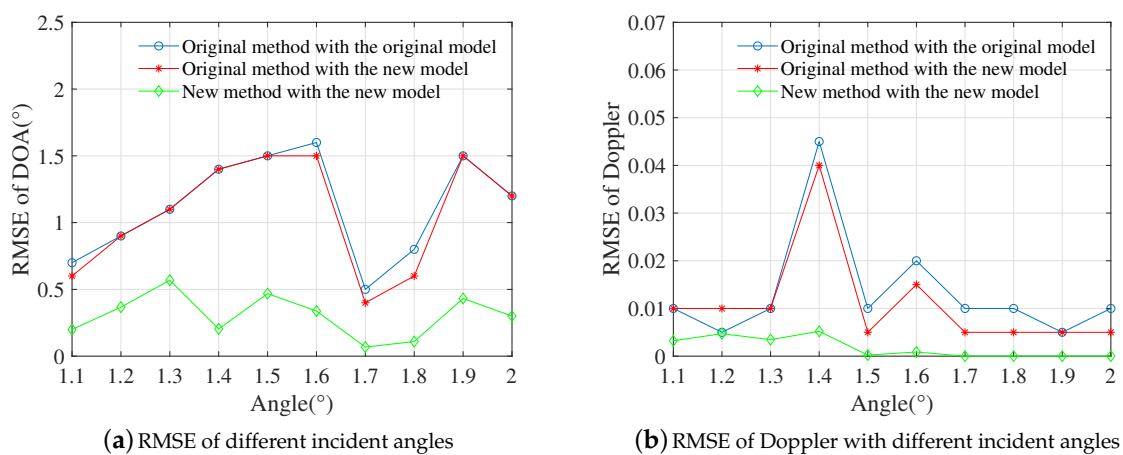 2.5
2
1.5
1
0.5
0
RMSE of DOA(°)
Original method with the original model
Original method with the new model
New method with the new model
1.1 1.2 1.3 1.4 1.5 1.6 1.7 1.8 1.9 2
Angle(°)
(a) RMSE of different incident angles
0.07
0.06
0.05
0.04
0.03
0.02
0.01
0
RMSE of Doppler
Original method with the original model
Original method with the new model
New method with the new model
1.1 1.2 1.3 1.4 1.5 1.6 1.7 1.8 1.9 2
Angle(°)
(b) RMSE of Doppler with different incident angles